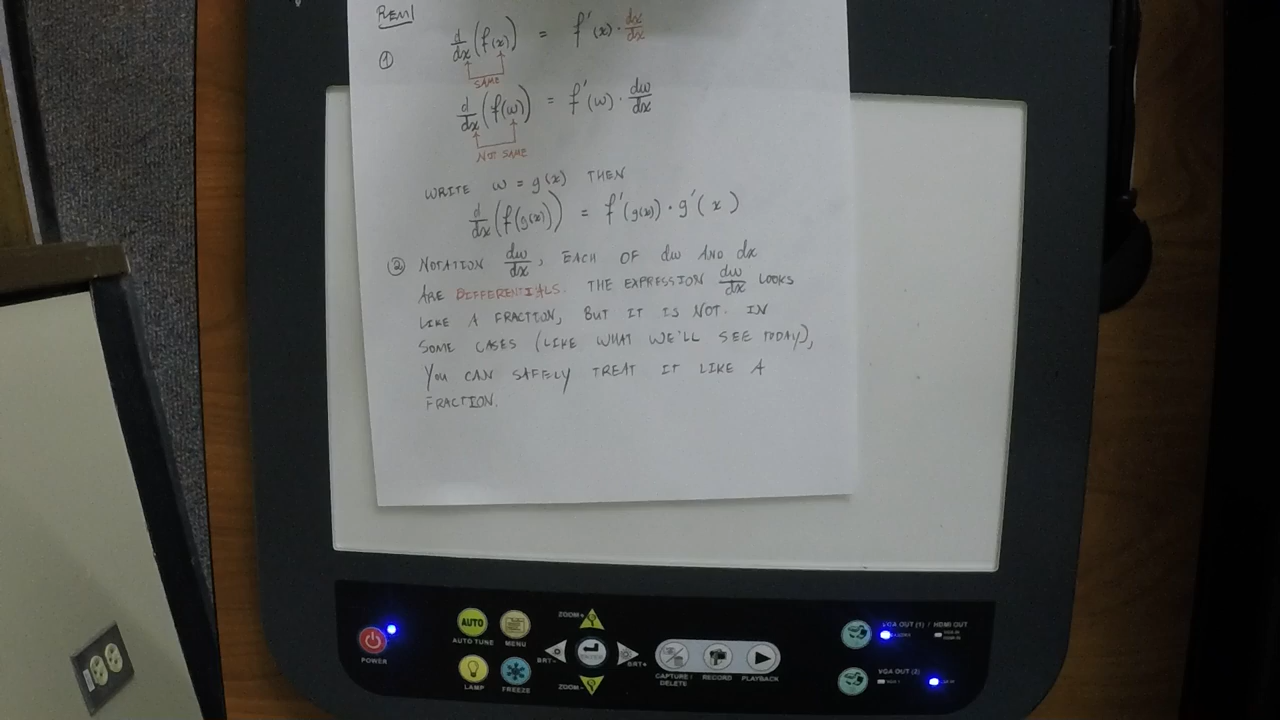 REM
① d/dx (f(x)) = f'(x) · dx/dx
SAME
d/dx (f(w)) = f'(w) · dw/dx
NOT SAME
WRITE w = g(x) THEN
d/dx (f(g(x))) = f'(g(x)) · g'(x)
② NOTATION dw/dx, EACH OF dw AND dx
ARE DIFFERENTIALS. THE EXPRESSION dw/dx LOOKS
LIKE A FRACTION, BUT IT IS NOT. IN
SOME CASES (LIKE WHAT WE'LL SEE TODAY),
YOU CAN SAFELY TREAT IT LIKE A
FRACTION.
ZOOM+
AUTO
AUTO TUNE
MENU
BRT-
BRT+
POWER
LAMP
FREEZE
ZOOM-
CAPTURE / DELETE
RECORD
PLAYBACK
VGA OUT (1) / HDMI OUT
VGA OUT (2)